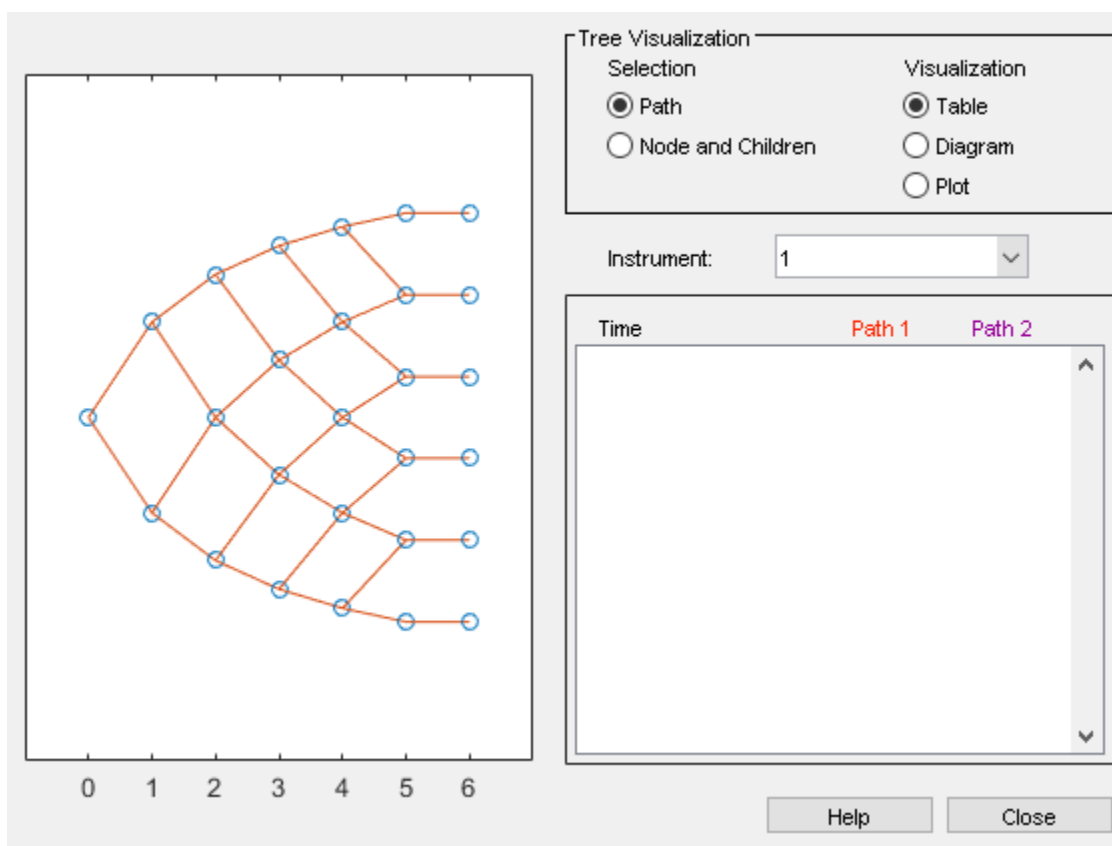 Tree Visualization
Selection Visualization
Path Table
Node and Children Diagram
Plot
Instrument: 1
Time Path 1 Path 2
0 1 2 3 4 5 6
Help Close